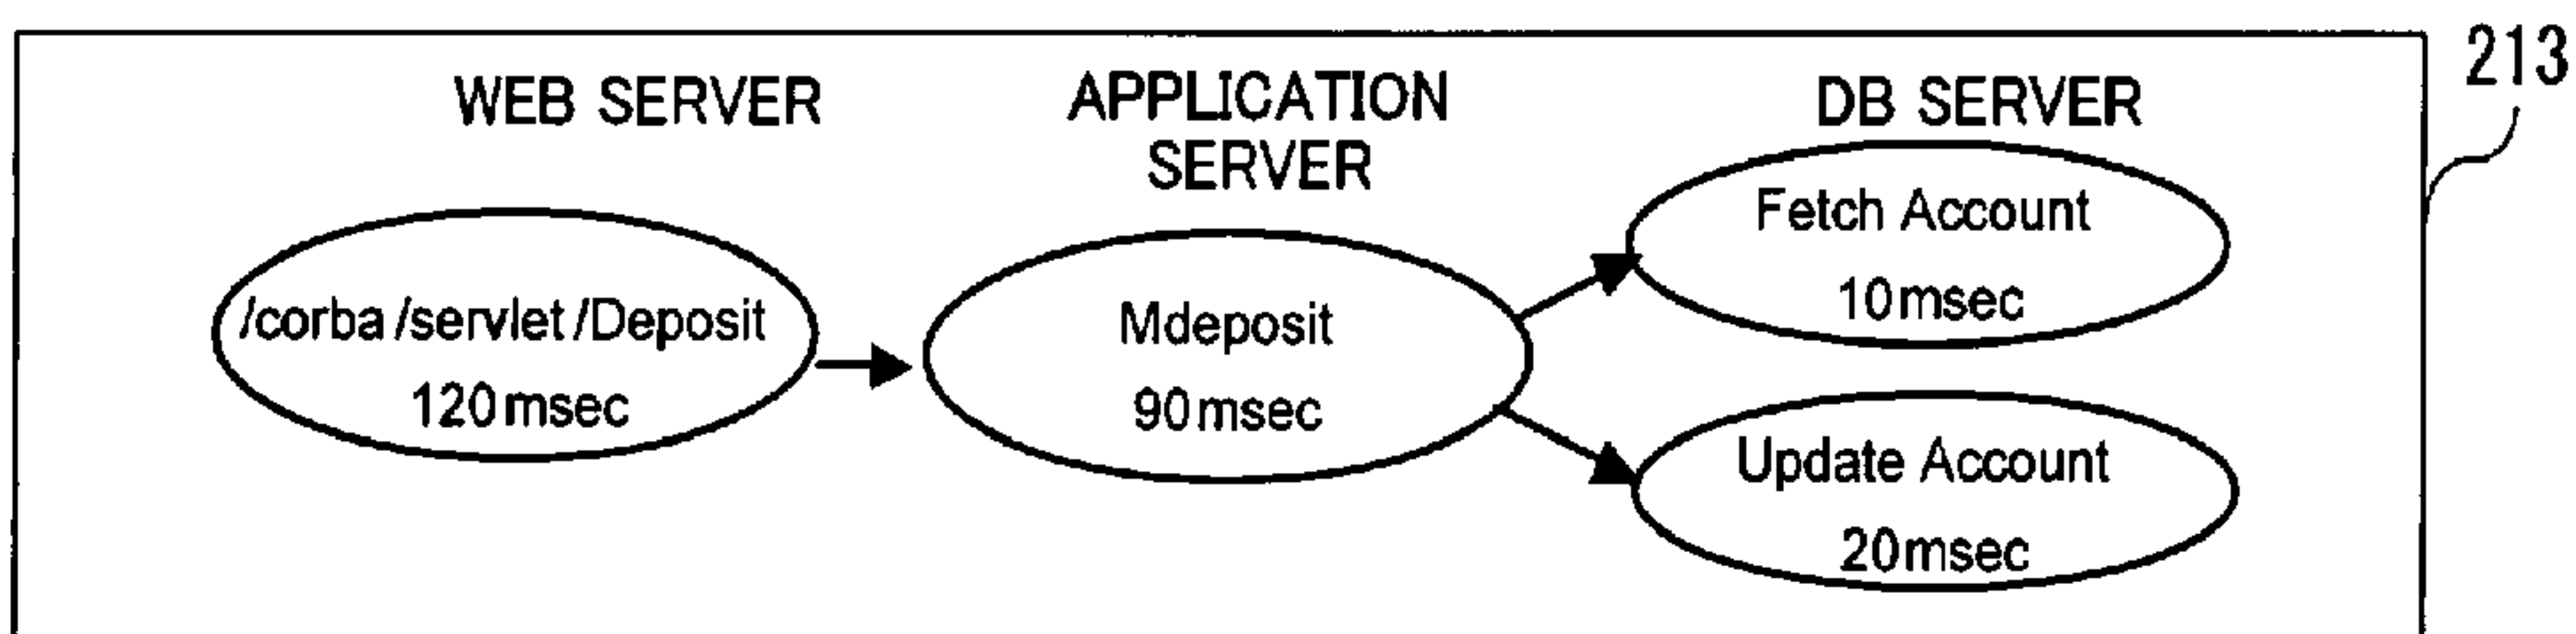 213
WEB SERVER
APPLICATION
SERVER
DB SERVER
/corba/servlet/Deposit
120msec
Mdeposit
90msec
Fetch Account
10msec
Update Account
20msec